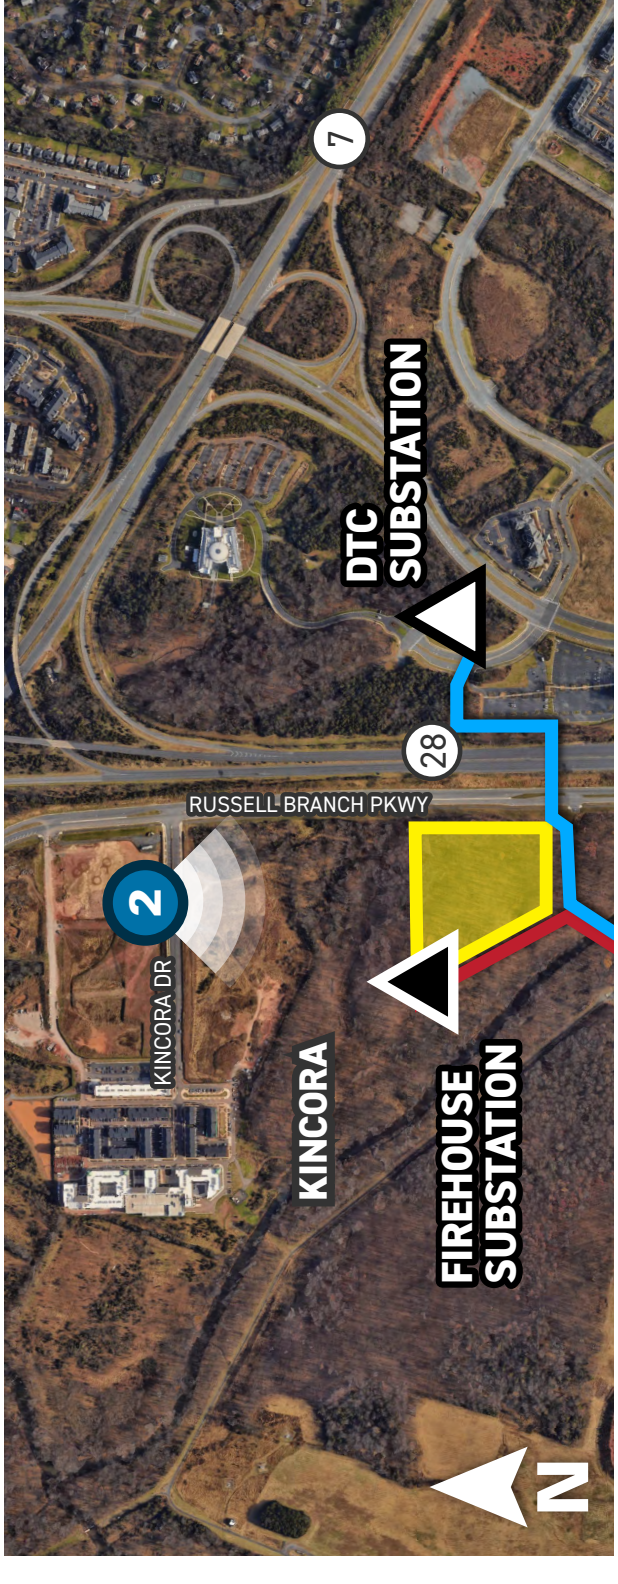 7
DTC
SUBSTATION
28
RUSSELL BRANCH PKWY
2
KINCORA DR
KINCORA
FIREHOUSE
SUBSTATION
N